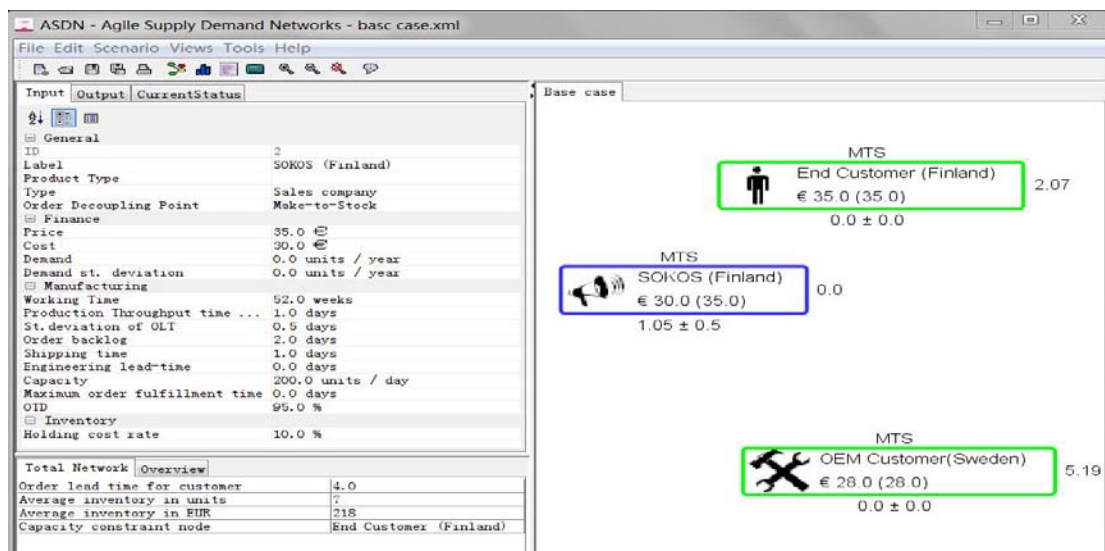 ASDN - Agile Supply Demand Networks - basc case.xml
File Edit Scenario Views Tools Help
Input Output CurrentStatus
General
ID 2
Label SOKOS (Finland)
Product Type
Type Sales company
Order Decoupling Point Make-to-Stock
Finance
Price 35.0 €
Cost 30.0 €
Demand 0.0 units / year
Demand st. deviation 0.0 units / year
Manufacturing
Working Time 52.0 weeks
Production Throughput time ... 1.0 days
St.deviation of OLT 0.5 days
Order backlog 2.0 days
Shipping time 1.0 days
Engineering lead-time 0.0 days
Capacity 200.0 units / day
Maximum order fulfillment time 0.0 days
OTD 95.0 %
Inventory
Holding cost rate 10.0 %
Total Network Overview
Order lead time for customer 4.0
Average inventory in units 7
Average inventory in EUR 218
Capacity constraint node End Customer (Finland)
Base case
MTS
End Customer (Finland)
€ 35.0 (35.0)
2.07
0.0 ± 0.0
MTS
SOKOS (Finland)
€ 30.0 (35.0)
0.0
1.05 ± 0.5
MTS
OEM Customer(Sweden)
€ 28.0 (28.0)
5.19
0.0 ± 0.0